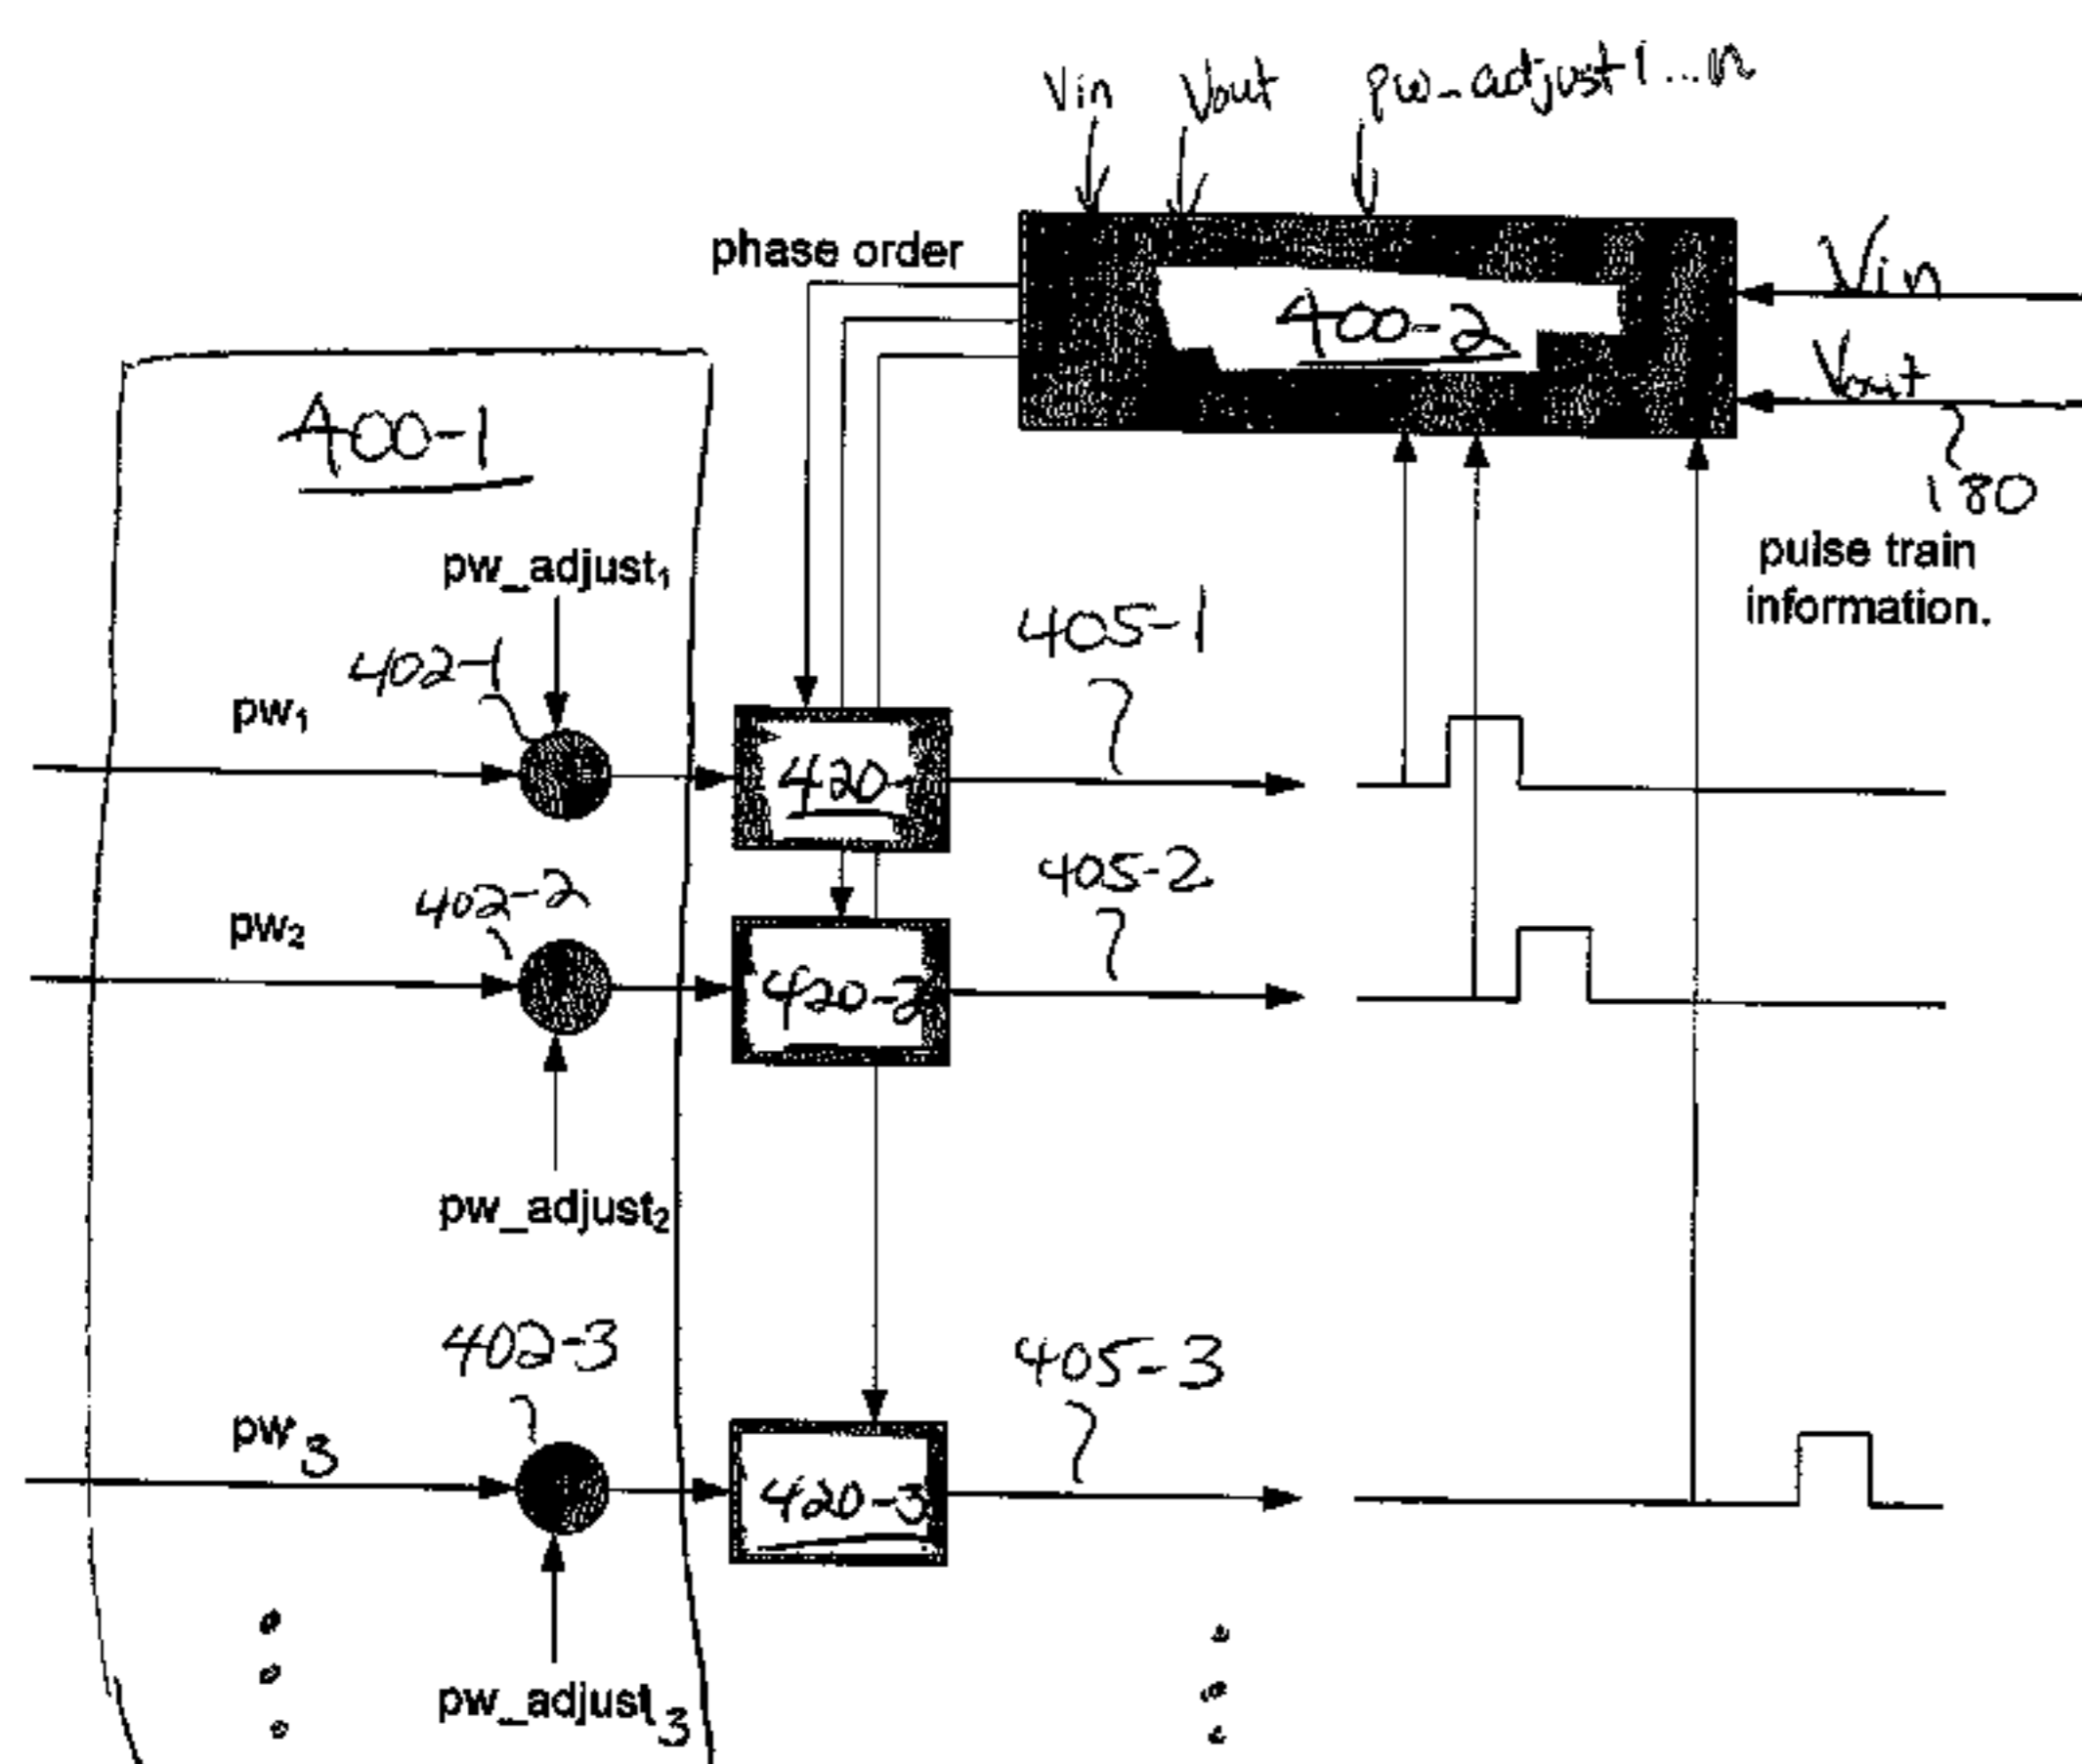 Vin Vout pw_adjust 1...n
phase order
Vin
400-2
Vout
400-1
180
pulse train
information.
pw_adjust₁
405-1
402-1
pw₁
420-
405-2
402-2
pw₂
420-2
pw_adjust₂
402-3
405-3
pw₃
420-3
pw_adjust₃